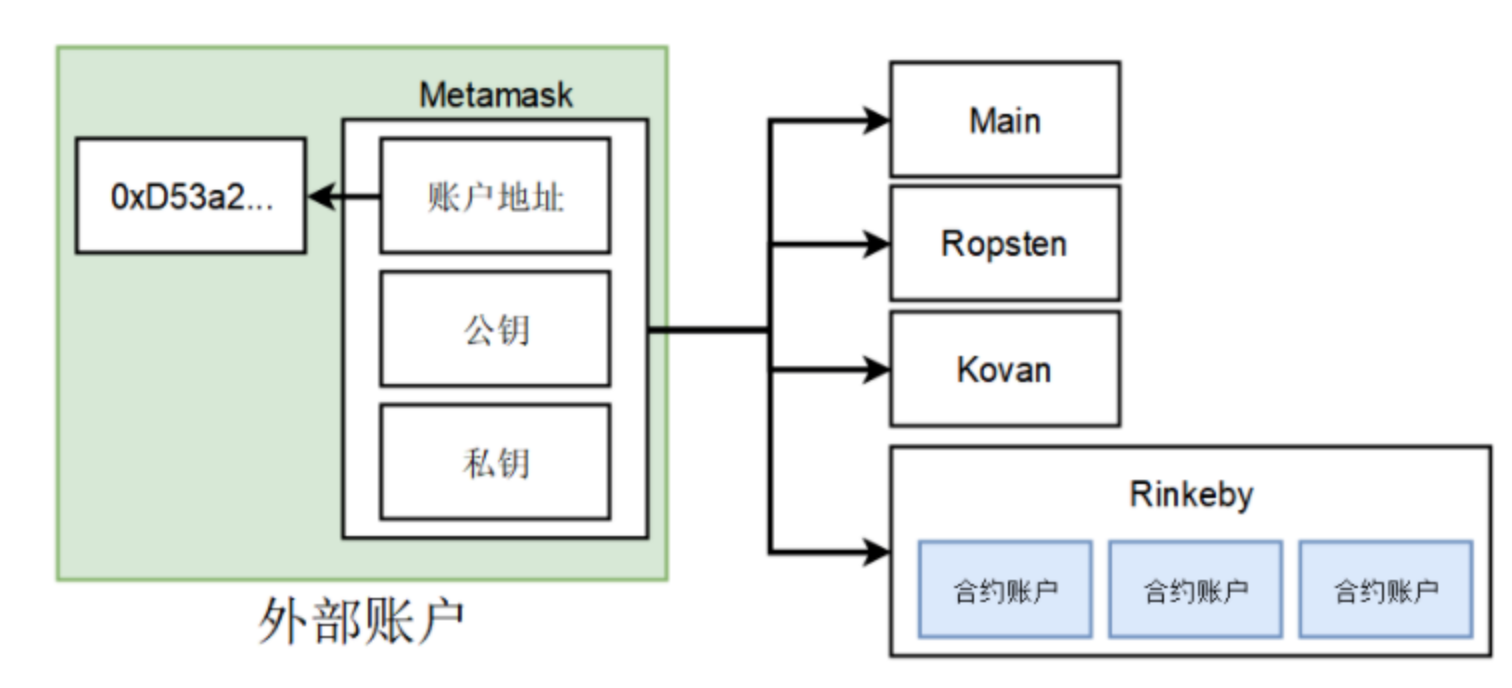 Metamask
0xD53a2...
账户地址
公钥
私钥
外部账户
Main
Ropsten
Kovan
Rinkeby
合约账户
合约账户
合约账户